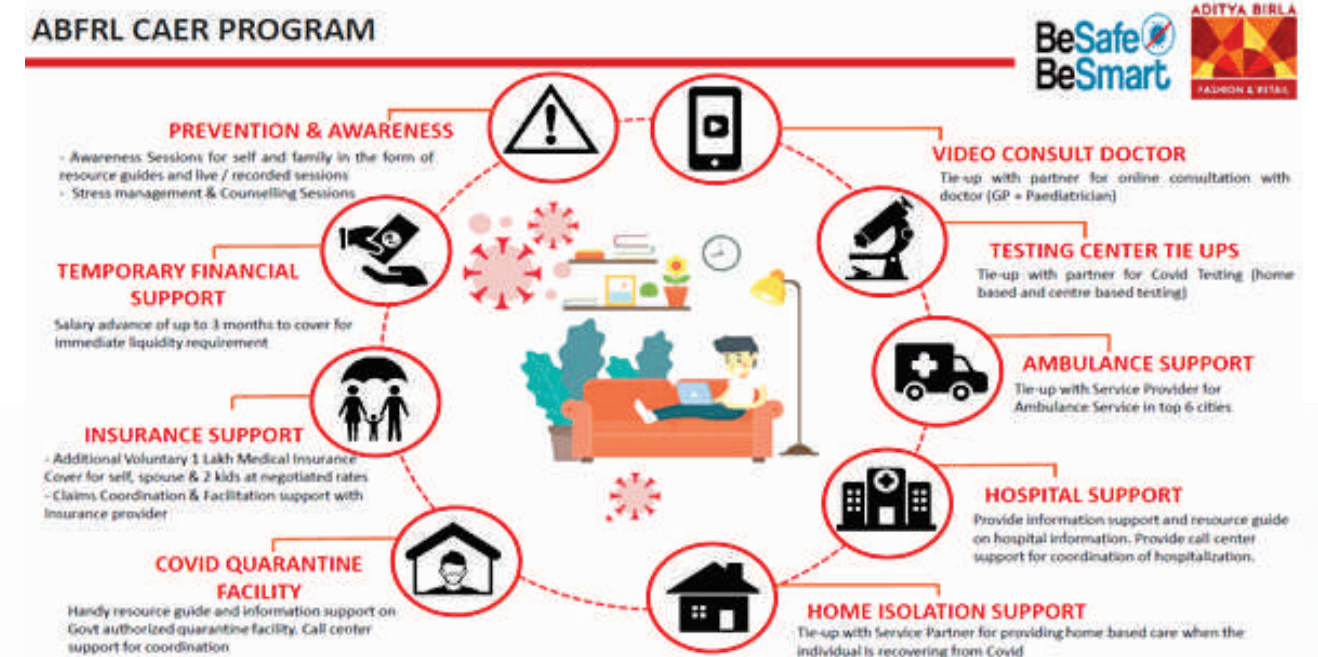 ABFRL CAER PROGRAM
BeSafe
BeSmart
ADITYA BIRLA
FASHION & RETAIL
PREVENTION & AWARENESS
- Awareness Sessions for self and family in the form of
resource guides and live / recorded sessions
- Stress management & Counselling Sessions
VIDEO CONSULT DOCTOR
Tie-up with partner for online consultation with
doctor (GP + Paediatrician)
TESTING CENTER TIE UPS
Tie-up with partner for Covid Testing (home
based and centre based testing)
TEMPORARY FINANCIAL
SUPPORT
Salary advance of up to 3 months to cover for
immediate liquidity requirement
AMBULANCE SUPPORT
Tie-up with Service Provider for
Ambulance Service in top 6 cities
INSURANCE SUPPORT
- Additional Voluntary 1 Lakh Medical Insurance
Cover for self, spouse & 2 kids at negotiated rates
- Claims Coordination & Facilitation support with
Insurance provider
HOSPITAL SUPPORT
Provide information support and resource guide
on hospital information. Provide call center
support for coordination of hospitalization.
COVID QUARANTINE
FACILITY
Handy resource guide and information support on
Govt authorized quarantine facility. Call center
support for coordination
HOME ISOLATION SUPPORT
Tie-up with Service Partner for providing home based care when the
individual is recovering from Covid